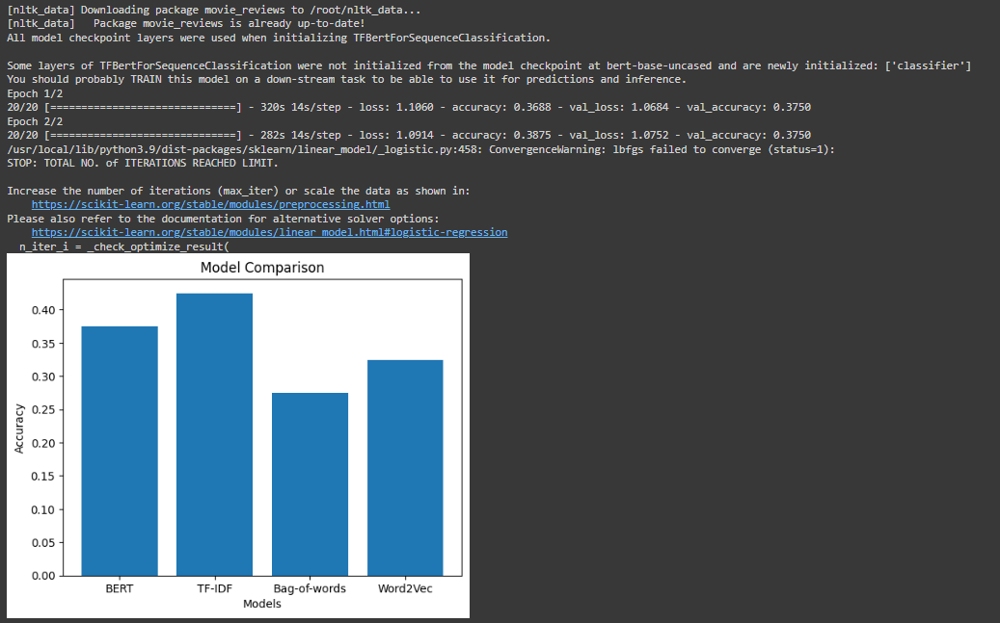 [nltk_data] Downloading package movie_reviews to /root/nltk_data...
[nltk_data]   Package movie_reviews is already up-to-date!
All model checkpoint layers were used when initializing TFBertForSequenceClassification.
Some layers of TFBertForSequenceClassification were not initialized from the model checkpoint at bert-base-uncased and are newly initialized: ['classifier']
You should probably TRAIN this model on a down-stream task to be able to use it for predictions and inference.
Epoch 1/2
20/20 [==============================] - 320s 14s/step - loss: 1.1060 - accuracy: 0.3688 - val_loss: 1.0684 - val_accuracy: 0.3750
Epoch 2/2
20/20 [==============================] - 282s 14s/step - loss: 1.0914 - accuracy: 0.3875 - val_loss: 1.0752 - val_accuracy: 0.3750
/usr/local/lib/python3.9/dist-packages/sklearn/linear_model/_logistic.py:458: ConvergenceWarning: lbfgs failed to converge (status=1):
STOP: TOTAL NO. of ITERATIONS REACHED LIMIT.
Increase the number of iterations (max_iter) or scale the data as shown in:
https://scikit-learn.org/stable/modules/preprocessing.html
Please also refer to the documentation for alternative solver options:
https://scikit-learn.org/stable/modules/linear_model.html#logistic-regression
n_iter_i = _check_optimize_result(
Model Comparison
0.40
0.35
0.30
0.25
0.20
0.15
0.10
0.05
0.00
Accuracy
BERT TF-IDF Bag-of-words Word2Vec
Models